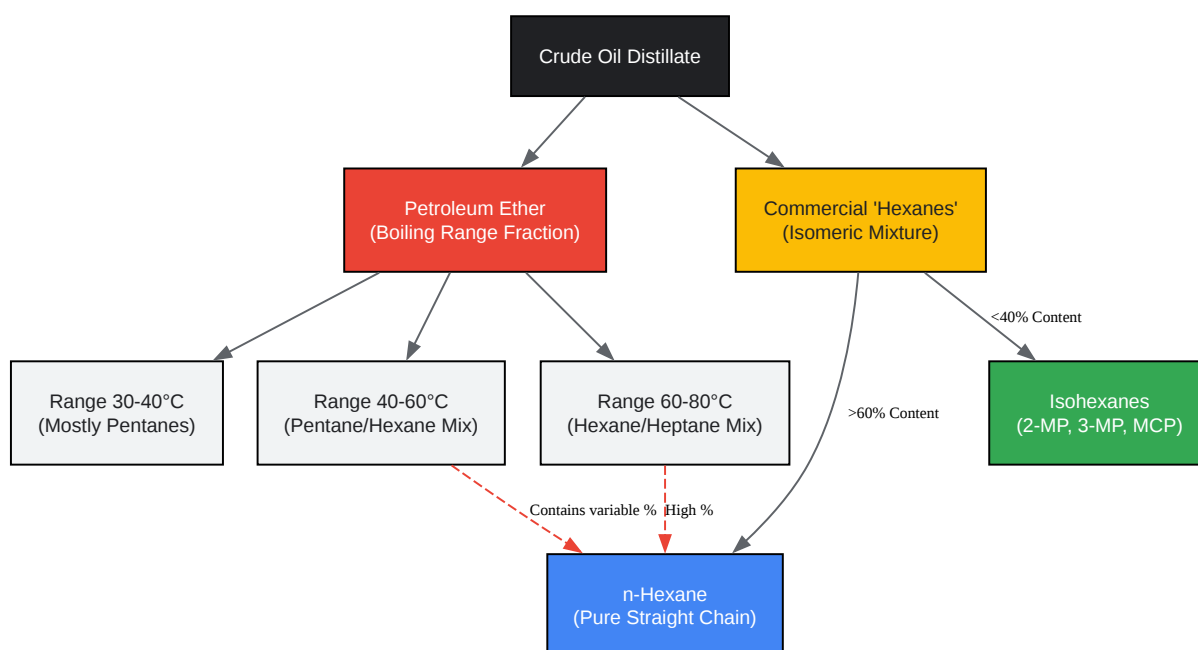 Crude Oil Distillate
Petroleum Ether
(Boiling Range Fraction)
Commercial 'Hexanes'
(Isomeric Mixture)
<40% Content
Range 30-40°C
(Mostly Pentanes)
Range 40-60°C
(Pentane/Hexane Mix)
Range 60-80°C
(Hexane/Heptane Mix)
>60% Content
Isohexanes
(2-MP, 3-MP, MCP)
Contains variable %
High %
n-Hexane
(Pure Straight Chain)